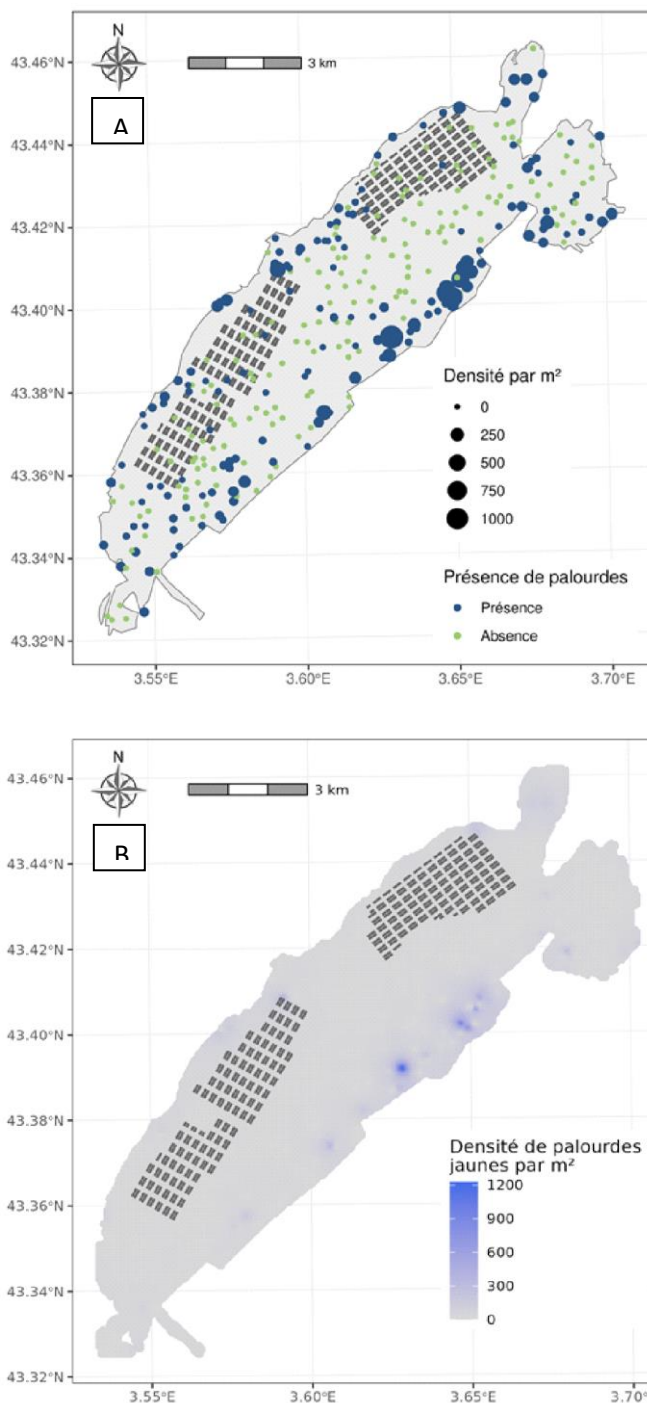 N
3 km
A
43.46°N
43.44°N
43.42°N
43.40°N
43.38°N
43.36°N
43.34°N
43.32°N
Densité par m²
0
250
500
750
1000
Présence de palourdes
Présence
Absence
3.55°E
3.60°E
3.65°E
3.70°E
N
3 km
B
43.46°N
43.44°N
43.42°N
43.40°N
43.38°N
43.36°N
43.34°N
43.32°N
Densité de palourdes
jaunes par m²
1200
900
600
300
0
3.55°E
3.60°E
3.65°E
3.70°